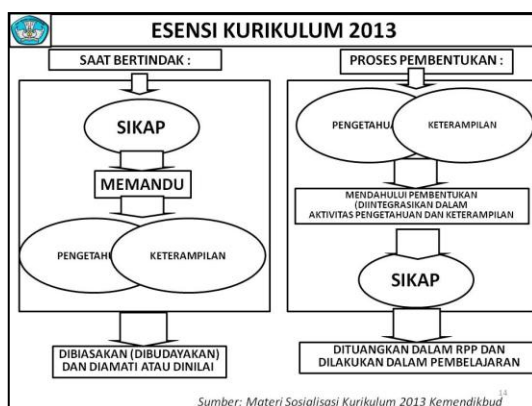 ESENSI KURIKULUM 2013
SAAT BERTINDAK :
SIKAP
MEMANDU
PENGETAHU
KETERAMPILAN
DIBIASAKAN (DIBUDAYAKAN)
DAN DIAMATI ATAU DINILAI
PROSES PEMBENTUKAN :
PENGETAHUA
KETERAMPILAN
MENDAHULUI PEMBENTUKAN
(DIINTEGRASIKAN DALAM
AKTIVITAS PENGETAHUAN DAN KETERAMPILAN
SIKAP
DITUANGKAN DALAM RPP DAN
DILAKUKAN DALAM PEMBELAJARAN
14
Sumber: Materi Sosialisasi Kurikulum 2013 Kemendikbud